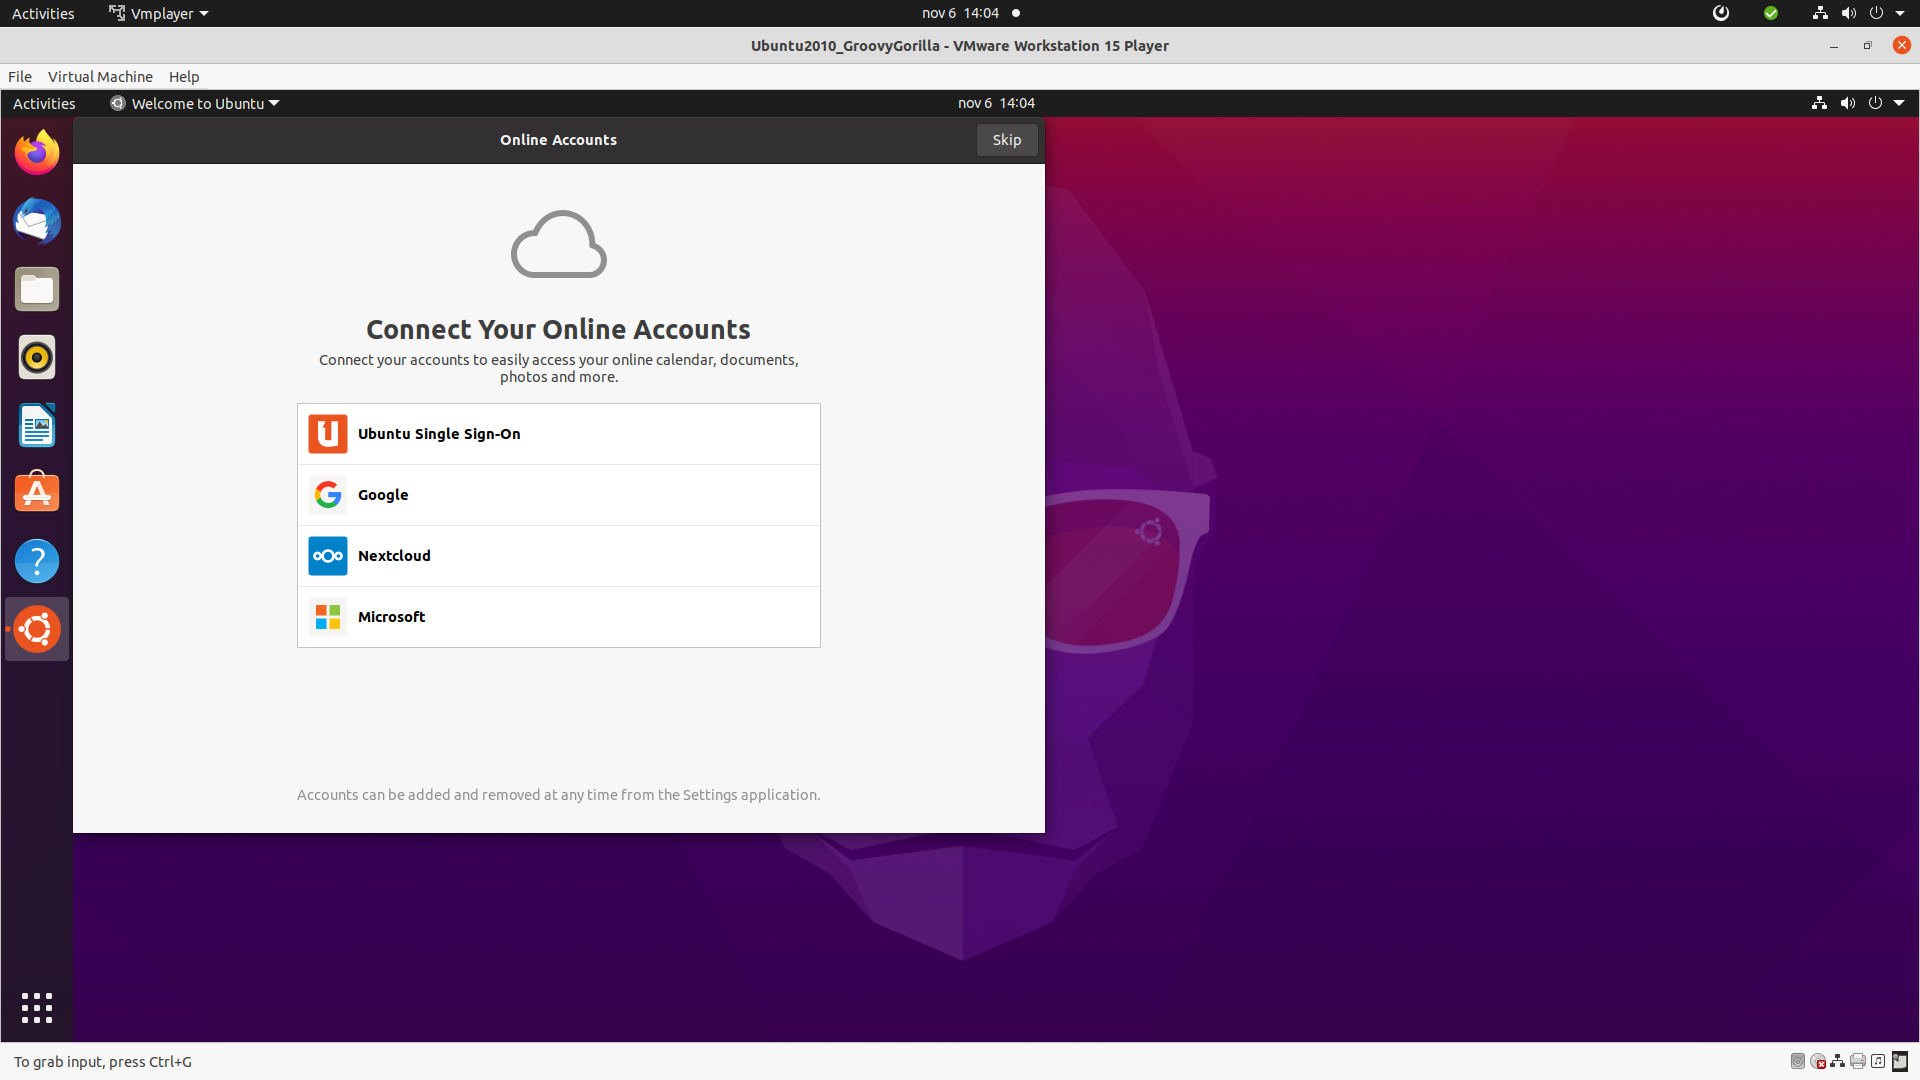 Activities
Vmplayer
nov 6 14:04
Ubuntu2010_GroovyGorilla - VMware Workstation 15 Player
File Virtual Machine Help
Activities
Welcome to Ubuntu
nov 6 14:04
Online Accounts
Skip
Connect Your Online Accounts
Connect your accounts to easily access your online calendar, documents,
photos and more.
Ubuntu Single Sign-On
Google
Nextcloud
Microsoft
Accounts can be added and removed at any time from the Settings application.
To grab input, press Ctrl+G